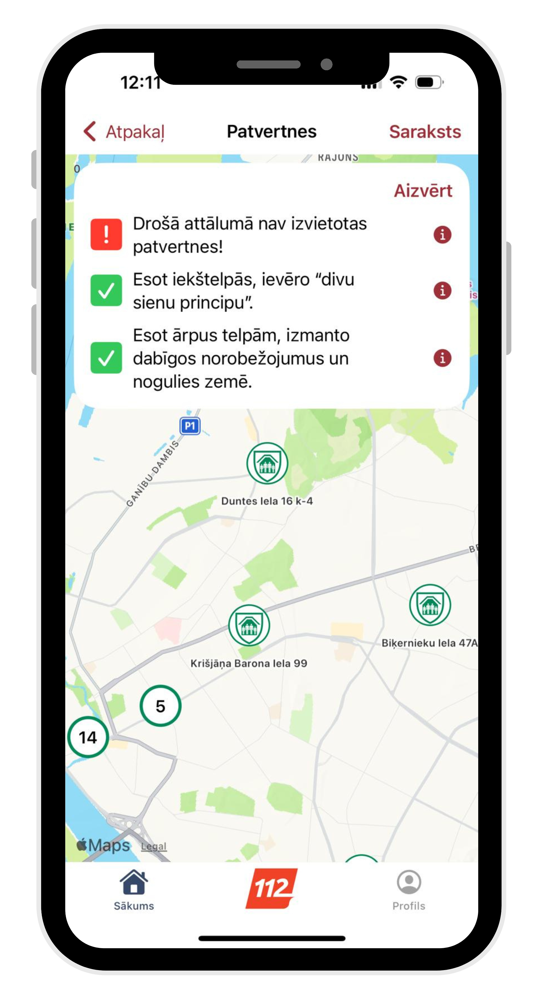 12:11
Atpakaļ
Patvertnes
Saraksts
RAJONS
Aizvērt
Drošā attālumā nav izvietotas
patvertnes!
Esot iekštelpās, ievēro “divu
sienu principu”.
Esot ārpus telpām, izmanto
dabīgos norobežojumus un
nogulies zemē.
P1
GANĪBU DAMBIS
Duntes Iela 16 k-4
Biķernieku Iela 47A
Krišjāņa Barona Iela 99
5
14
Maps
Legal
112
Sākums
Profils